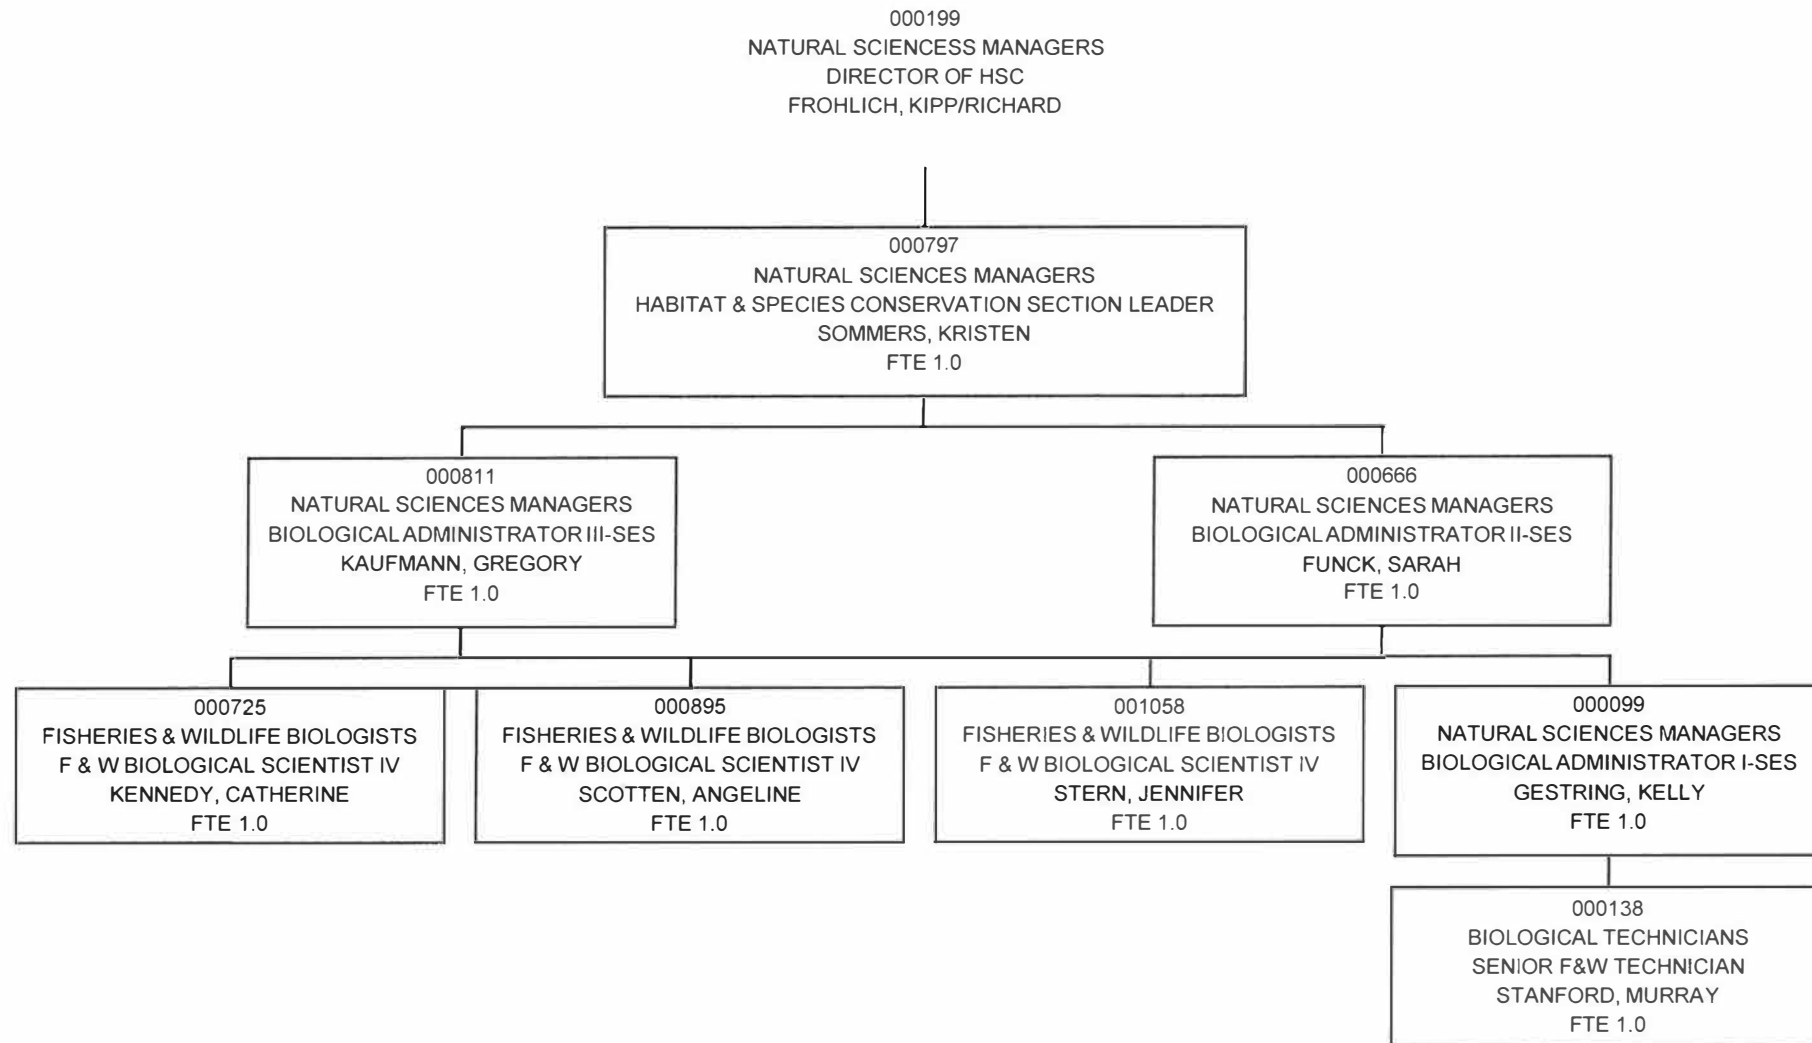 000199
NATURAL SCIENCESS MANAGERS
DIRECTOR OF HSC
FROHLICH, KIPP/RICHARD
000797
NATURAL SCIENCES MANAGERS
HABITAT & SPECIES CONSERVATION SECTION LEADER
SOMMERS, KRISTEN
FTE 1.0
000811
NATURAL SCIENCES MANAGERS
BIOLOGICAL ADMINISTRATOR III-SES
KAUFMANN, GREGORY
FTE 1.0
000666
NATURAL SCIENCES MANAGERS
BIOLOGICAL ADMINISTRATOR II-SES
FUNCK, SARAH
FTE 1.0
000725
FISHERIES & WILDLIFE BIOLOGISTS
F & W BIOLOGICAL SCIENTIST IV
KENNEDY, CATHERINE
FTE 1.0
000895
FISHERIES & WILDLIFE BIOLOGISTS
F & W BIOLOGICAL SCIENTIST IV
SCOTTEN, ANGELINE
FTE 1.0
001058
FISHERIES & WILDLIFE BIOLOGISTS
F & W BIOLOGICAL SCIENTIST IV
STERN, JENNIFER
FTE 1.0
000099
NATURAL SCIENCES MANAGERS
BIOLOGICAL ADMINISTRATOR I-SES
GESTRING, KELLY
FTE 1.0
000138
BIOLOGICAL TECHNICIANS
SENIOR F&W TECHNICIAN
STANFORD, MURRAY
FTE 1.0